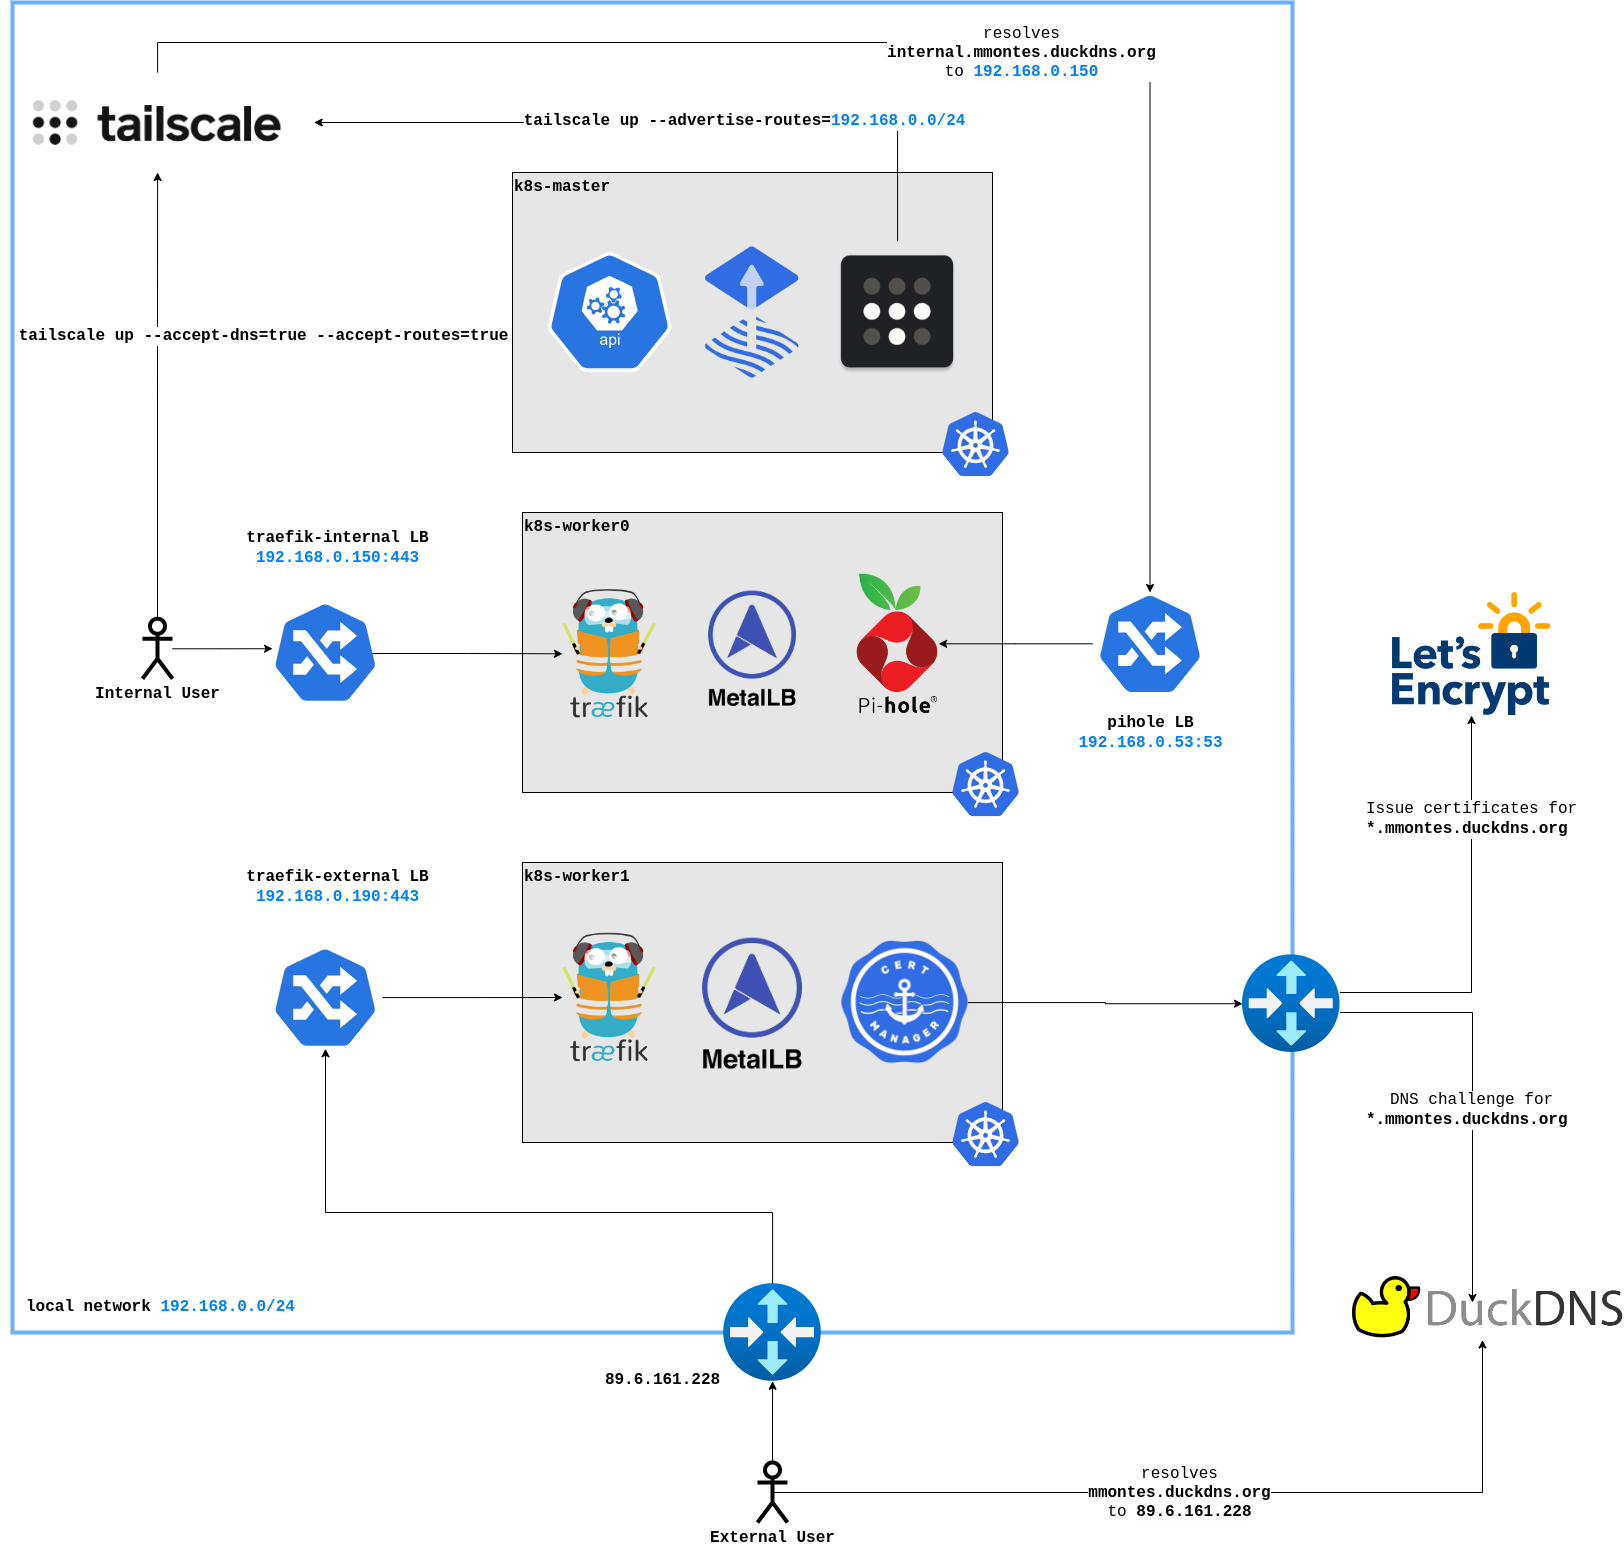 resolves
internal.mmontes.duckdns.org
to 192.168.0.150
tailscale
tailscale up --advertise-routes=192.168.0.0/24
k8s-master
api
tailscale up --accept-dns=true --accept-routes=true
k8s-worker0
traefik-internal LB
192.168.0.150:443
Internal User
træfik
MetalLB
Pi-hole®
pihole LB
192.168.0.53:53
Let's
Encrypt
Issue certificates for
*.mmontes.duckdns.org
k8s-worker1
traefik-external LB
192.168.0.190:443
træfik
MetalLB
CERT
MANAGER
DNS challenge for
*.mmontes.duckdns.org
local network 192.168.0.0/24
DuckDNS
89.6.161.228
resolves
mmontes.duckdns.org
to 89.6.161.228
External User